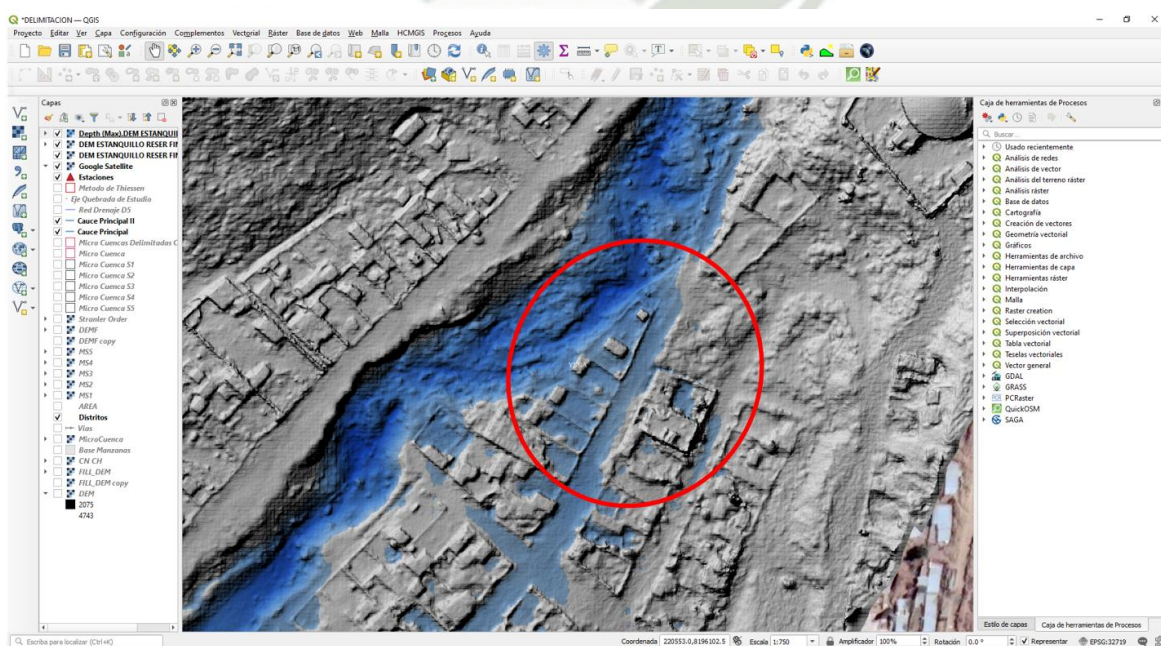 *DELIMITACION — QGIS
Proyecto Editar Ver Capa Configuración Complementos Vectorial Ráster Base de datos Web Malla HCMGIS Procesos Ayuda
Capas
Depth (Max).DEM ESTANQUIL
DEM ESTANQUILLO RESER FI
DEM ESTANQUILLO RESER FI
Google Satellite
Estaciones
Metodo de Thiessen
Eje Quebrada de Estudio
Red Drenaje D5
Cauce Principal II
Cauce Principal
Micro Cuencas Delimitadas C
Micro Cuenca
Micro Cuenca S1
Micro Cuenca S2
Micro Cuenca S3
Micro Cuenca S4
Micro Cuenca S5
Stranler Order
DEMF
DEMF copy
MS5
MS4
MS3
MS2
MS1
AREA
Distritos
Vias
MicroCuenca
Base Manzanas
CN CH
FILL_DEM
FILL_DEM copy
DEM
2075
4743
Caja de herramientas de Procesos
Buscar...
Usado recientemente
Análisis de redes
Análisis de vector
Análisis del terreno ráster
Análisis ráster
Base de datos
Cartografía
Creación de vectores
Geometría vectorial
Gráficos
Herramientas de archivo
Herramientas de capa
Herramientas ráster
Interpolación
Malla
Raster creation
Selección vectorial
Superposición vectorial
Tabla vectorial
Teselas vectoriales
Vector general
GDAL
GRASS
PCRaster
QuickOSM
SAGA
Estilo de capas Caja de herramientas de Procesos
Escriba para localizar (Ctrl+K) Coordenada 220553.0,8196102.5 Escala 1:750 Amplificador 100% Rotación 0.0 ° Representar EPSG:32719